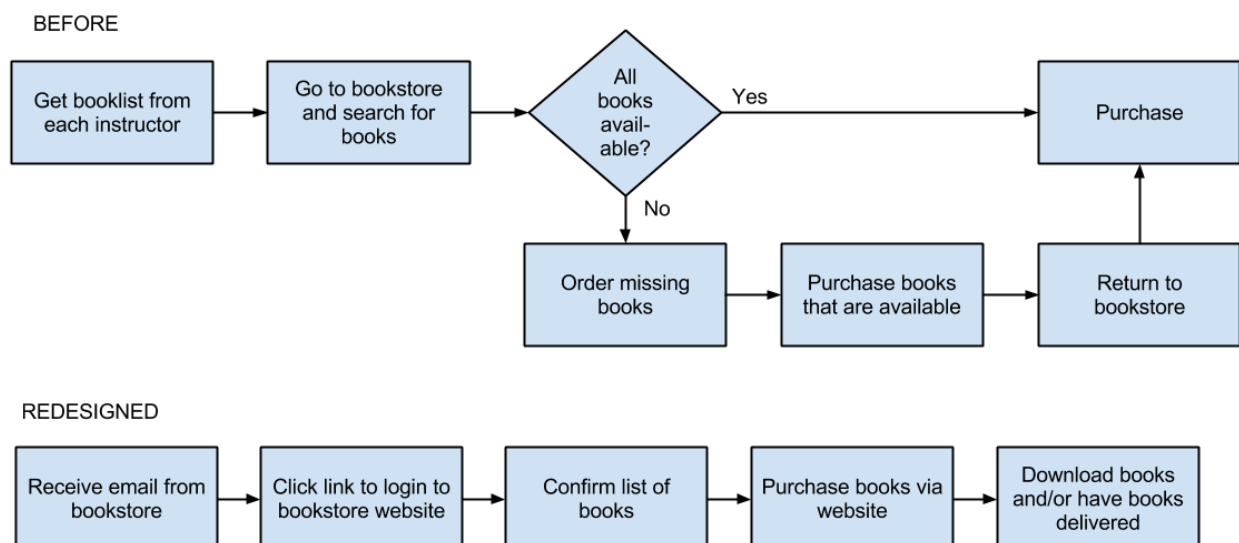 BEFORE
Get booklist from
each instructor
Go to bookstore
and search for
books
All
books
avail-
able?
Yes
Purchase
No
Order missing
books
Purchase books
that are available
Return to
bookstore
REDESIGNED
Receive email from
bookstore
Click link to login to
bookstore website
Confirm list of
books
Purchase books via
website
Download books
and/or have books
delivered